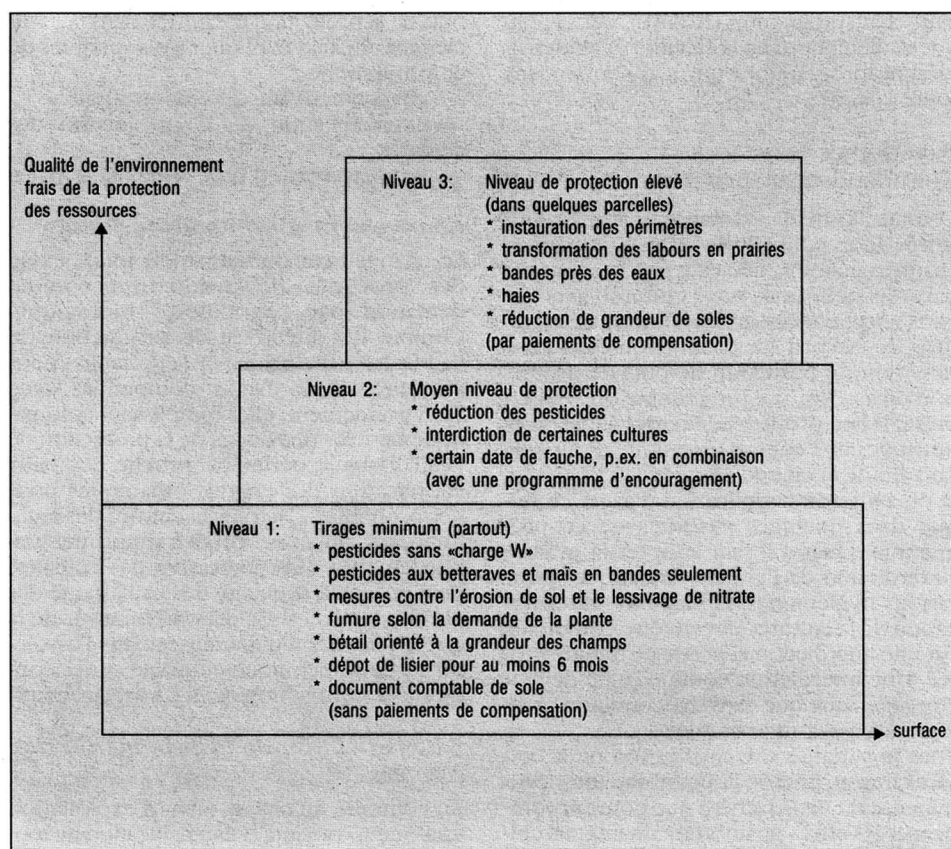 Qualité de l'environnement
frais de la protection
des ressources
Niveau 3: Niveau de protection élevé
(dans quelques parcelles)
* instauration des périmètres
* transformation des labours en prairies
* bandes près des eaux
* haies
* réduction de grandeur de soles
(par paiements de compensation)
Niveau 2: Moyen niveau de protection
* réduction des pesticides
* interdiction de certaines cultures
* certain date de fauche, p.ex. en combinaison
(avec une programmme d'encouragement)
Niveau 1: Tirages minimum (partout)
* pesticides sans «charge W»
* pesticides aux betteraves et maïs en bandes seulement
* mesures contre l'érosion de sol et le lessivage de nitrate
* fumure selon la demande de la plante
* bétail orienté à la grandeur des champs
* dépot de lisier pour au moins 6 mois
* document comptable de sole
(sans paiements de compensation)
surface